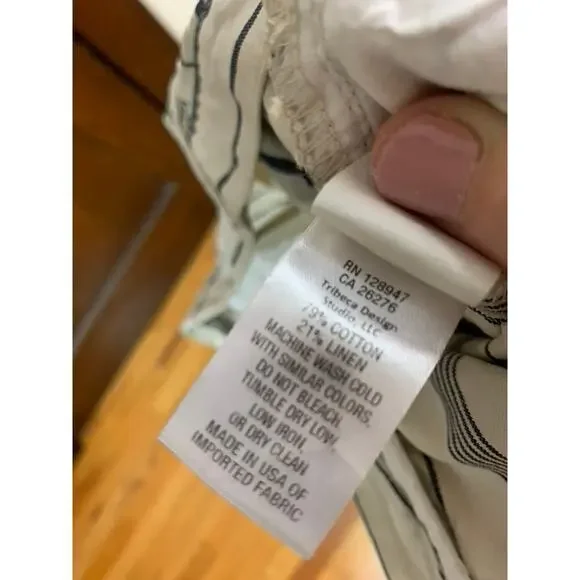 RN 128947
CA 26276
Tribeca Design
Studio, LLC
79% COTTON
21% LINEN
MACHINE WASH COLD
WITH SIMILAR COLORS,
DO NOT BLEACH,
TUMBLE DRY LOW,
LOW IRON,
OR DRY CLEAN
MADE IN USA OF
IMPORTED FABRIC